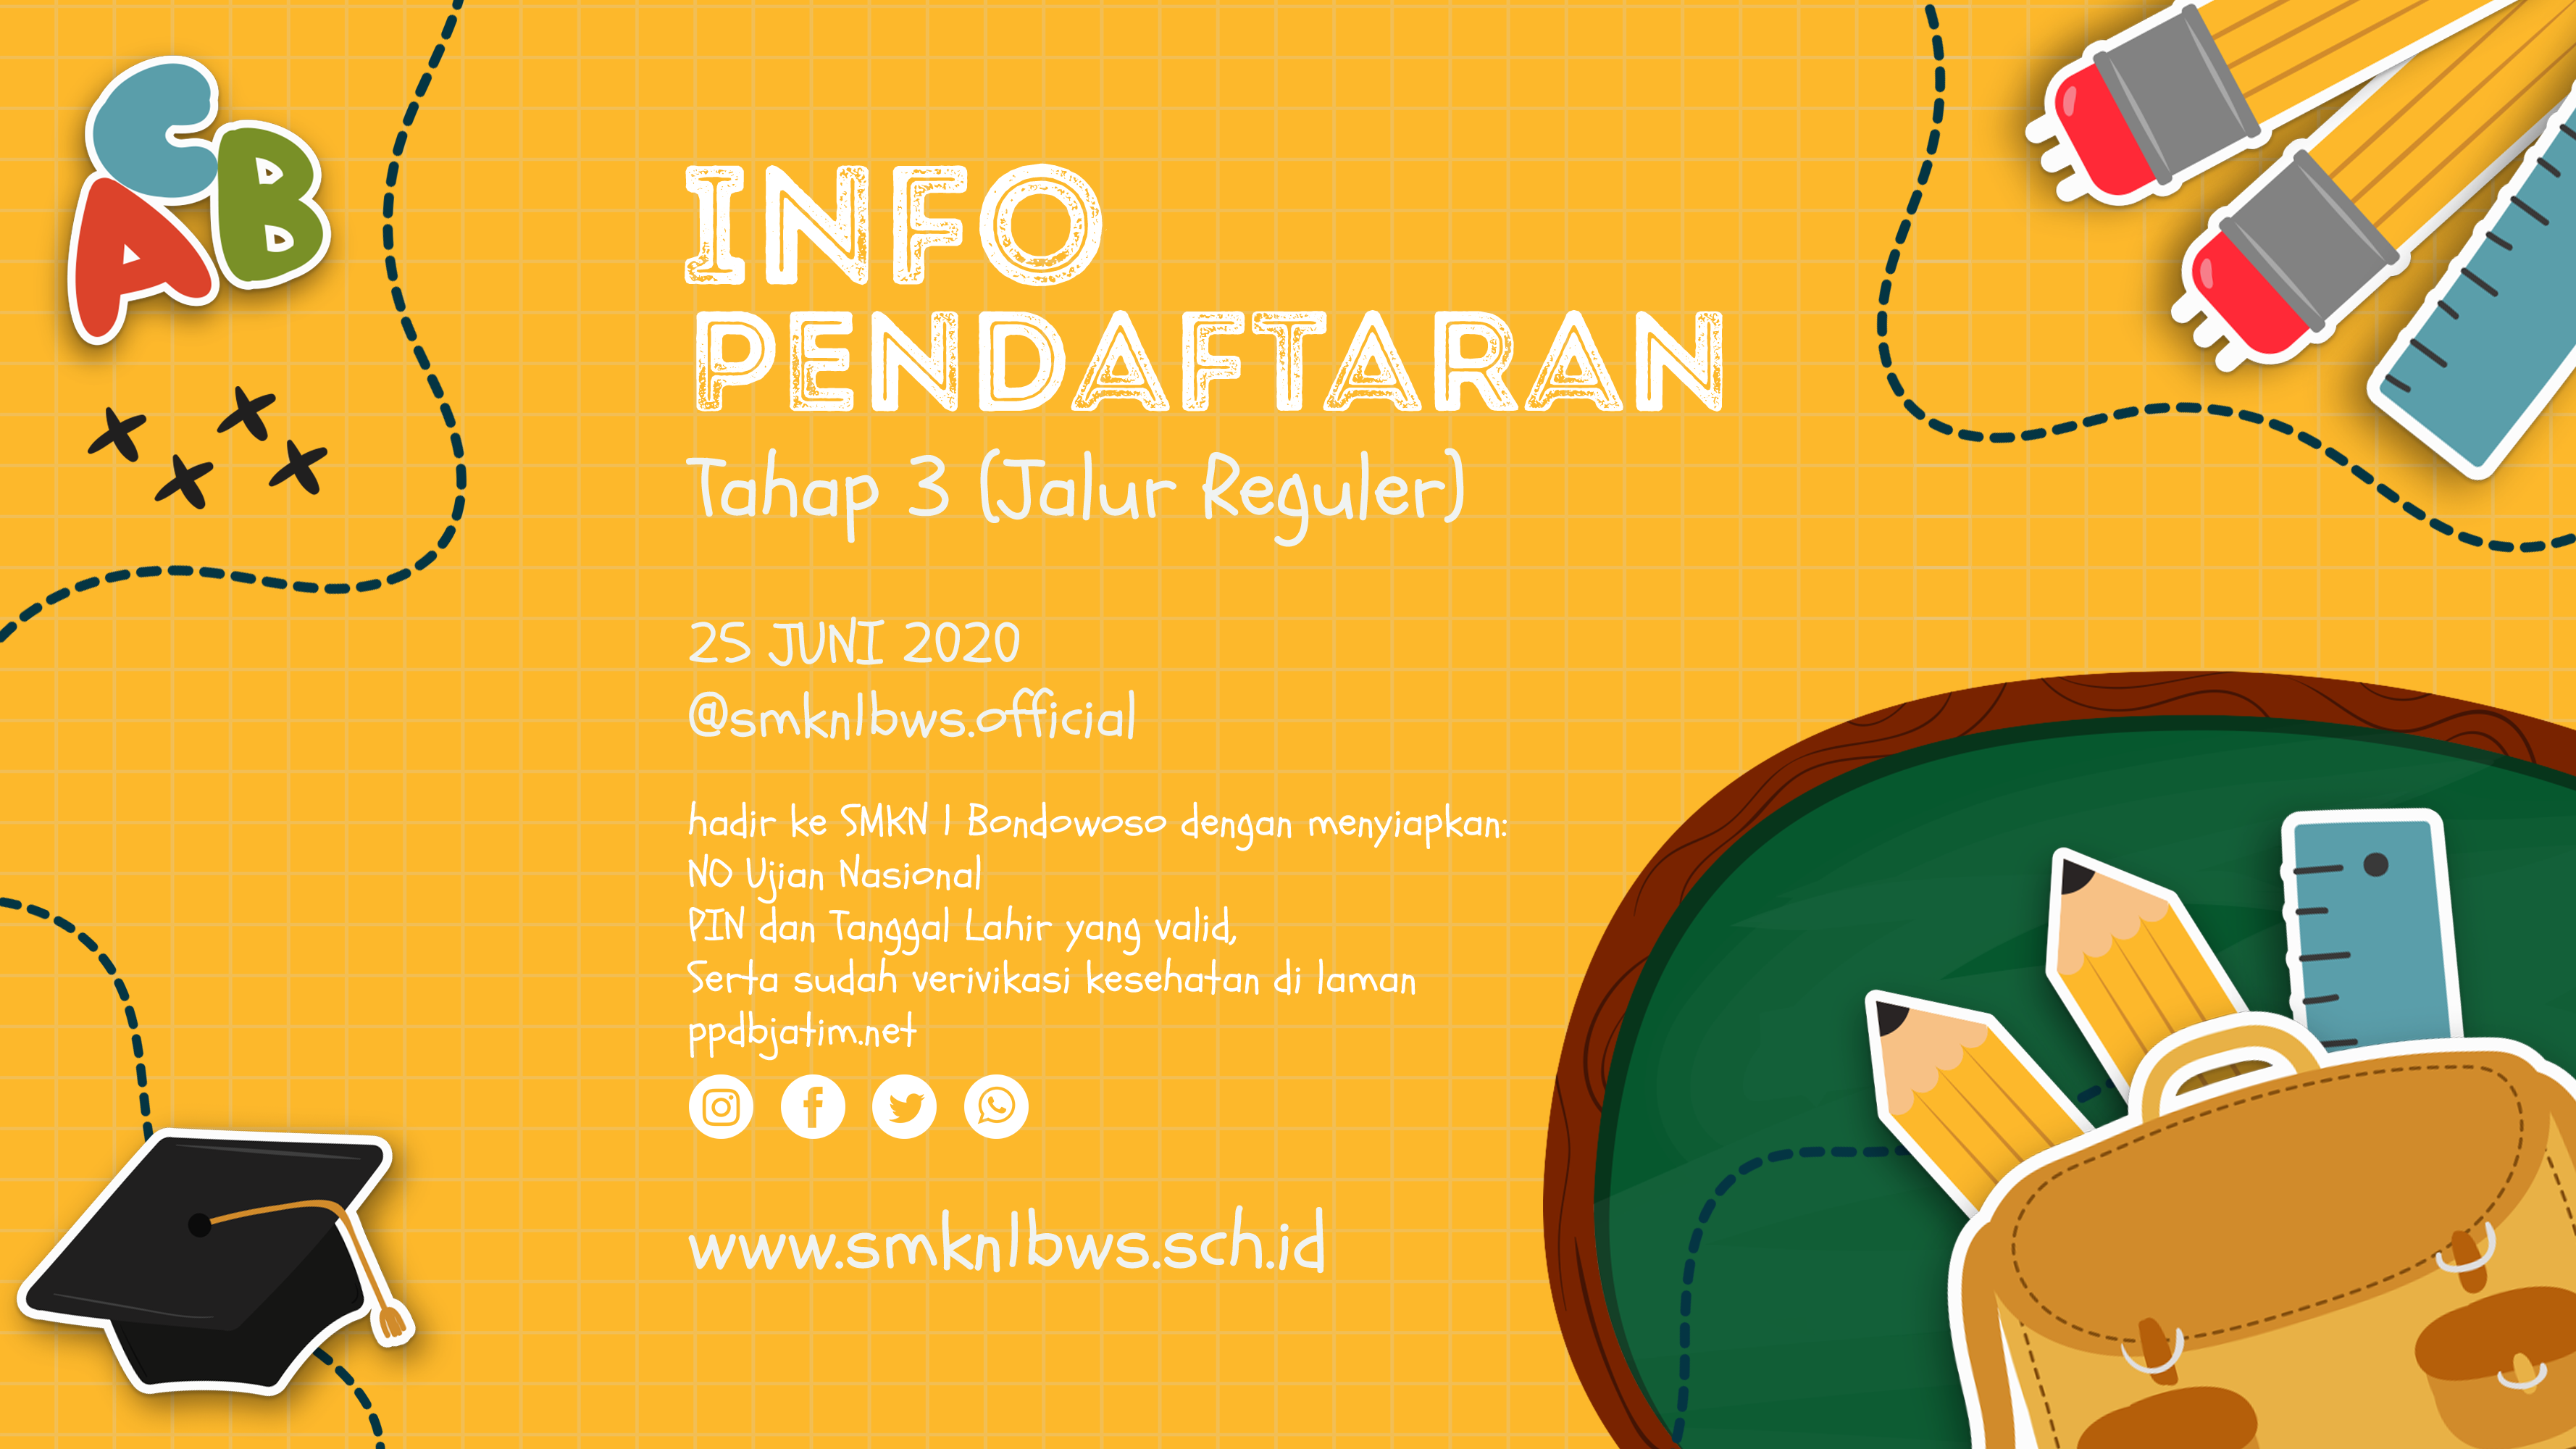 C
A B
INFO
PENDAFTARAN
Tahap 3 (Jalur Reguler)
25 JUNI 2020
@smkn1bws.official
hadir ke SMKN 1 Bondowoso dengan menyiapkan:
NO Ujian Nasional
PIN dan Tanggal Lahir yang valid,
Serta sudah verivikasi kesehatan di laman
ppdbjatim.net
www.smkn1bws.sch.id